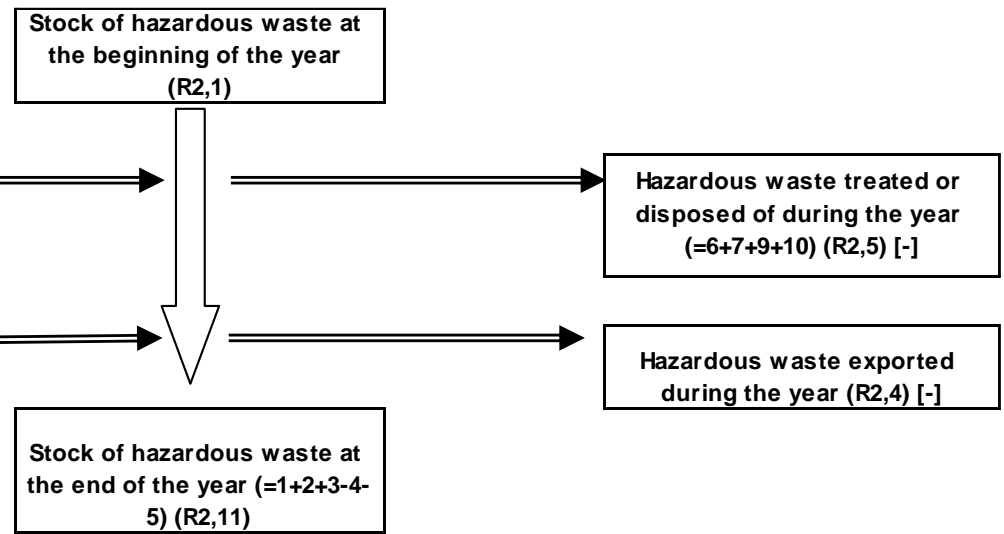 Stock of hazardous waste at
the beginning of the year
(R2,1)
Hazardous waste treated or
disposed of during the year
(=6+7+9+10) (R2,5) [-]
Hazardous waste exported
during the year (R2,4) [-]
Stock of hazardous waste at
the end of the year (=1+2+3-4-
5) (R2,11)